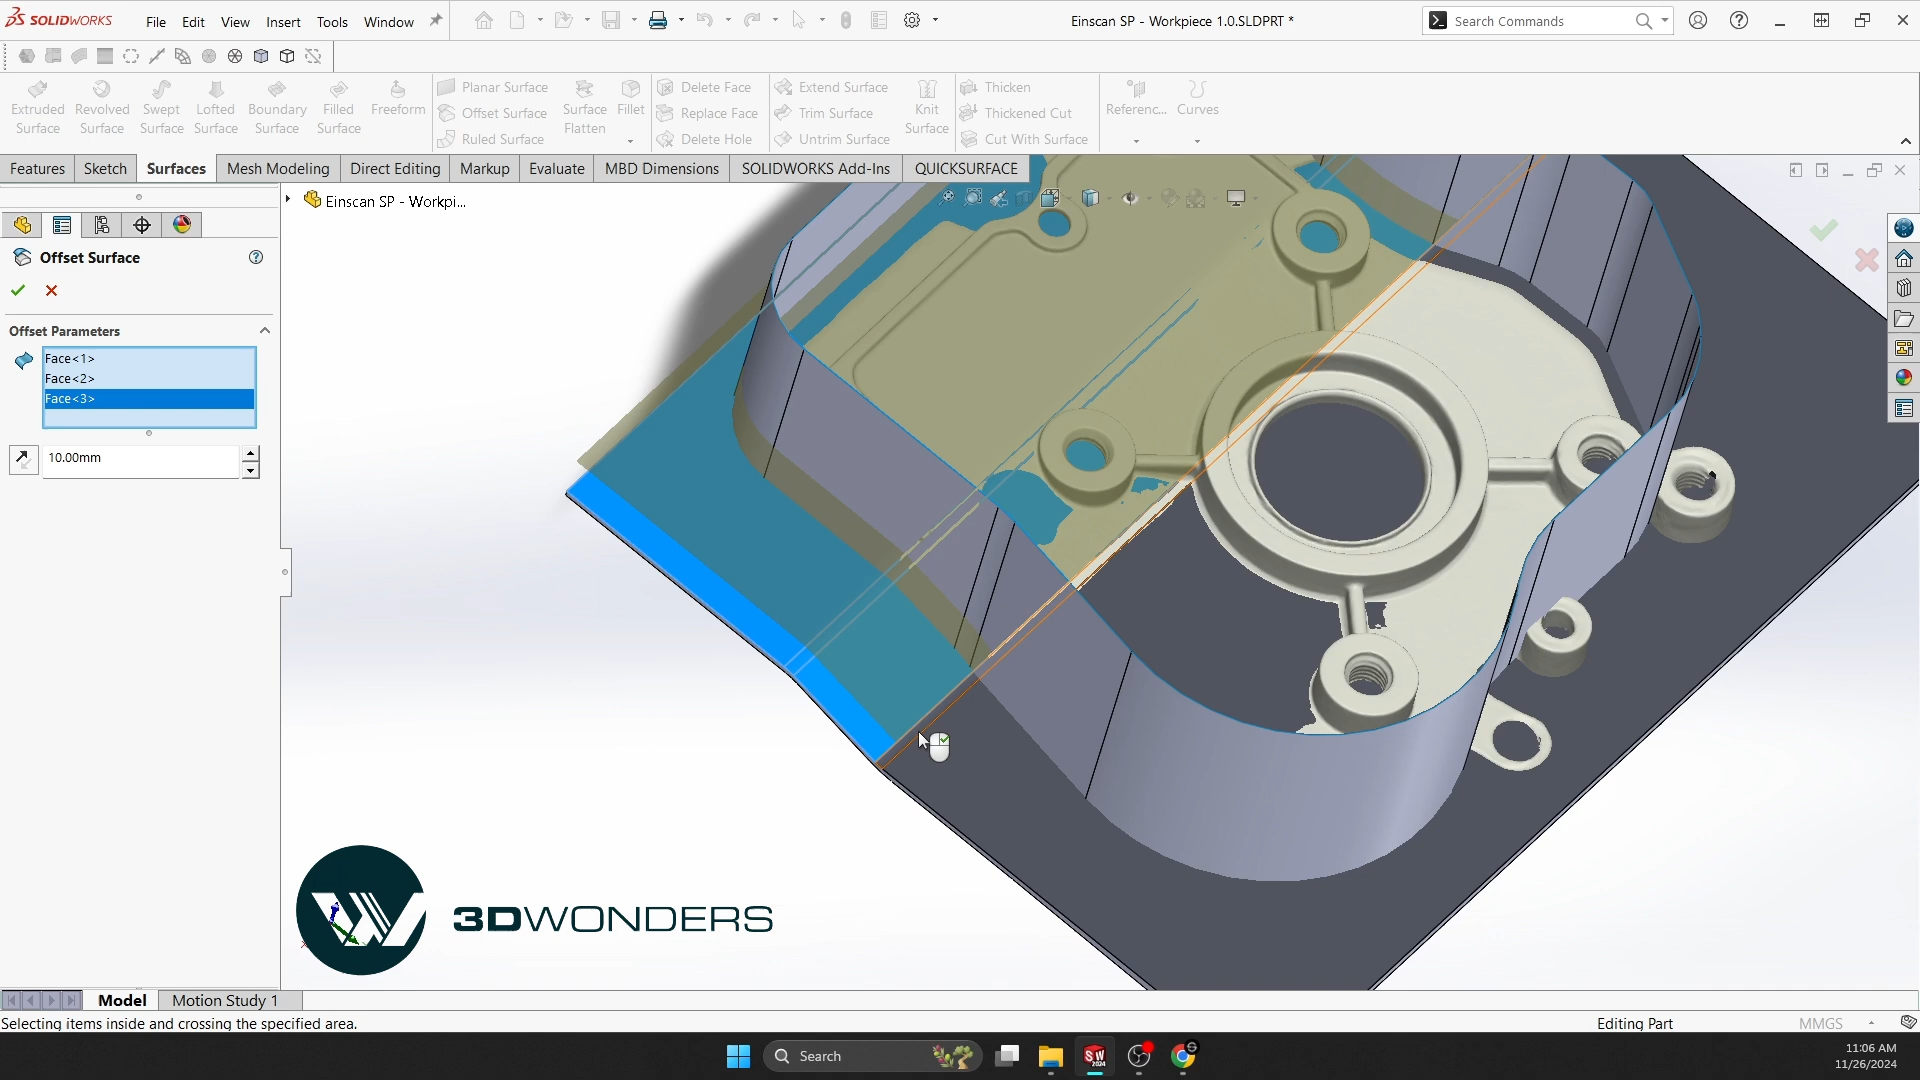 SOLIDWORKS
File Edit View Insert Tools Window
Einscan SP - Workpiece 1.0.SLDPRT *
Search Commands
Extruded Surface
Revolved Surface
Swept Surface
Lofted Surface
Boundary Surface
Filled Surface
Freeform
Planar Surface
Offset Surface
Ruled Surface
Surface Flatten
Fillet
Delete Face
Replace Face
Delete Hole
Extend Surface
Trim Surface
Untrim Surface
Knit Surface
Thicken
Thickened Cut
Cut With Surface
Referenc...
Curves
Features Sketch Surfaces Mesh Modeling Direct Editing Markup Evaluate MBD Dimensions SOLIDWORKS Add-Ins QUICKSURFACE
Einscan SP - Workpi...
Offset Surface
Offset Parameters
Face<1>
Face<2>
Face<3>
10.00mm
3DWONDERS
Model Motion Study 1
Selecting items inside and crossing the specified area.
Editing Part
MMGS
Search
SW
2024
11:06 AM
11/26/2024